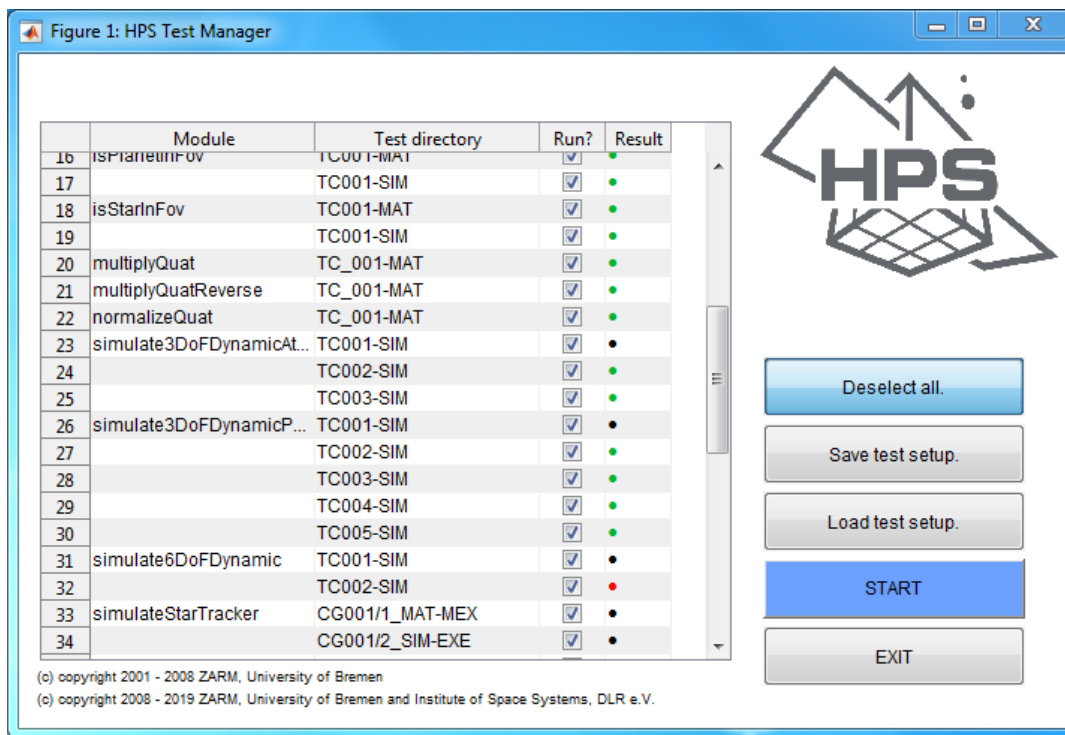 Figure 1: HPS Test Manager
HPS
Module Test directory Run? Result
16 isPlanetInFov TC001-MAT
17 TC001-SIM
18 isStarInFov TC001-MAT
19 TC001-SIM
20 multiplyQuat TC_001-MAT
21 multiplyQuatReverse TC_001-MAT
22 normalizeQuat TC_001-MAT
23 simulate3DoFDynamicAt... TC001-SIM
24 TC002-SIM
25 TC003-SIM
26 simulate3DoFDynamicP... TC001-SIM
27 TC002-SIM
28 TC003-SIM
29 TC004-SIM
30 TC005-SIM
31 simulate6DoFDynamic TC001-SIM
32 TC002-SIM
33 simulateStarTracker CG001/1_MAT-MEX
34 CG001/2_SIM-EXE
Deselect all.
Save test setup.
Load test setup.
START
EXIT
(c) copyright 2001 - 2008 ZARM, University of Bremen
(c) copyright 2008 - 2019 ZARM, University of Bremen and Institute of Space Systems, DLR e.V.